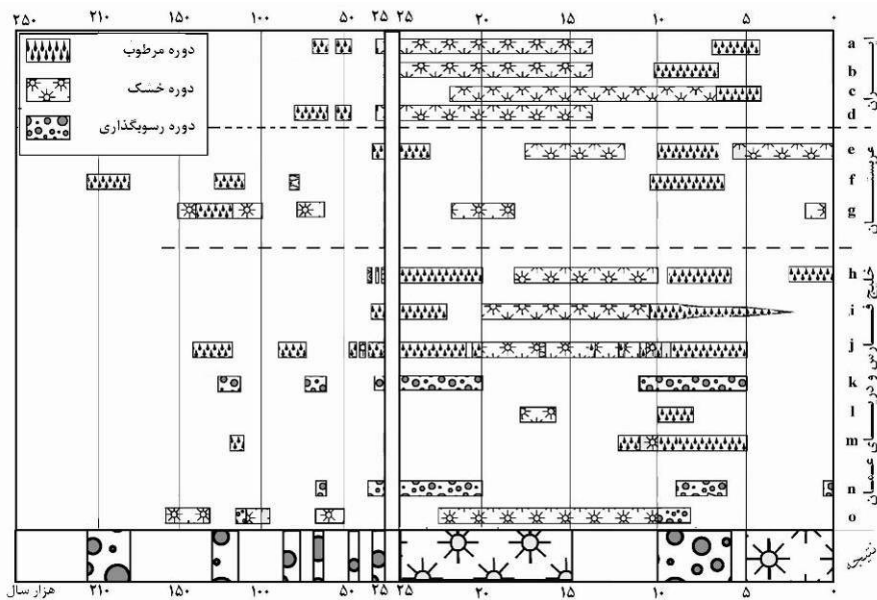 ۲۵۰ ۲۱۰ ۱۵۰ ۱۰۰ ۵۰ ۲۵ ۲۵ ۲۰ ۱۵ ۱۰ ۵ ۰
دوره مرطوب
دوره خشک
دوره رسوبگذاری
ایران
a
b
c
d
عربستان
e
f
g
خلیج فارس و دریای عمان
h
i
j
k
l
m
n
o
نتیجه
هزار سال ۲۱۰ ۱۵۰ ۱۰۰ ۵۰ ۲۵ ۲۵ ۲۰ ۱۵ ۱۰ ۵ ۰